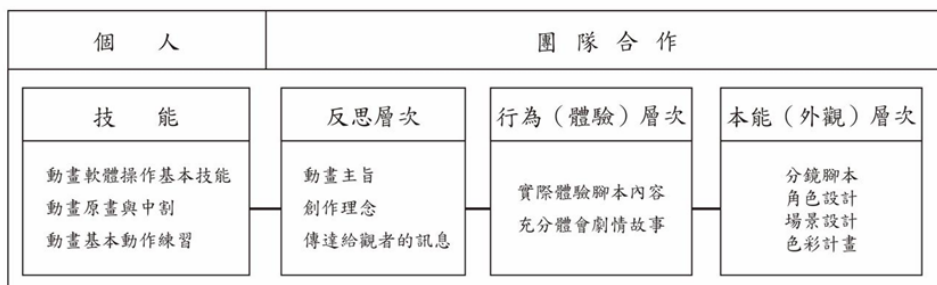 個人
團隊合作
技能
動畫軟體操作基本技能
動畫原畫與中割
動畫基本動作練習
反思層次
動畫主旨
創作理念
傳達給觀者的訊息
行為（體驗）層次
實際體驗腳本內容
充分體會劇情故事
本能（外觀）層次
分鏡腳本
角色設計
場景設計
色彩計畫